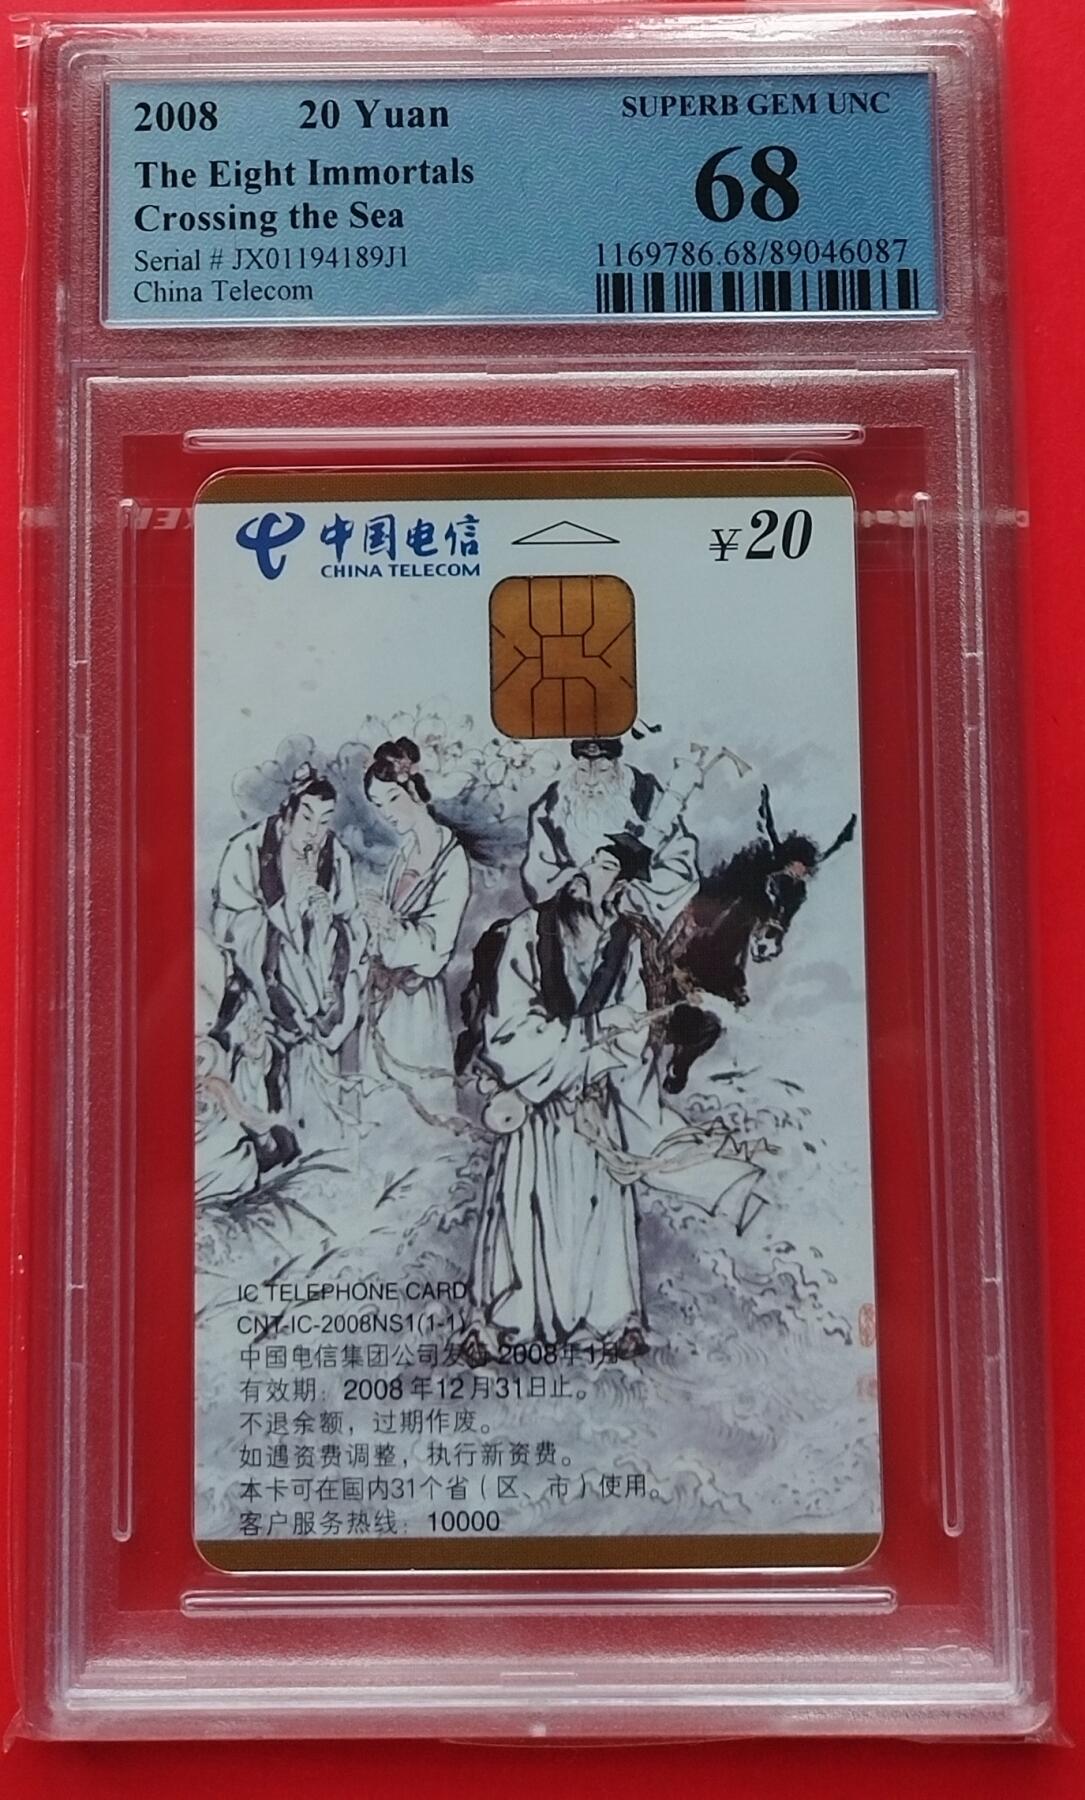 2008 20 Yuan SUPERB GEM UNC
The Eight Immortals
Crossing the Sea
68
Serial # JX01194189J1
China Telecom
1169786.68/89046087
中国电信
CHINA TELECOM
¥20
IC TELEPHONE CARD
CNT-IC-2008NS1(1-1)
中国电信集团公司发行 2008年1月
有效期：2008年12月31日止。
不退余额，过期作废。
如遇资费调整，执行新资费。
本卡可在国内31个省（区、市）使用。
客户服务热线：10000